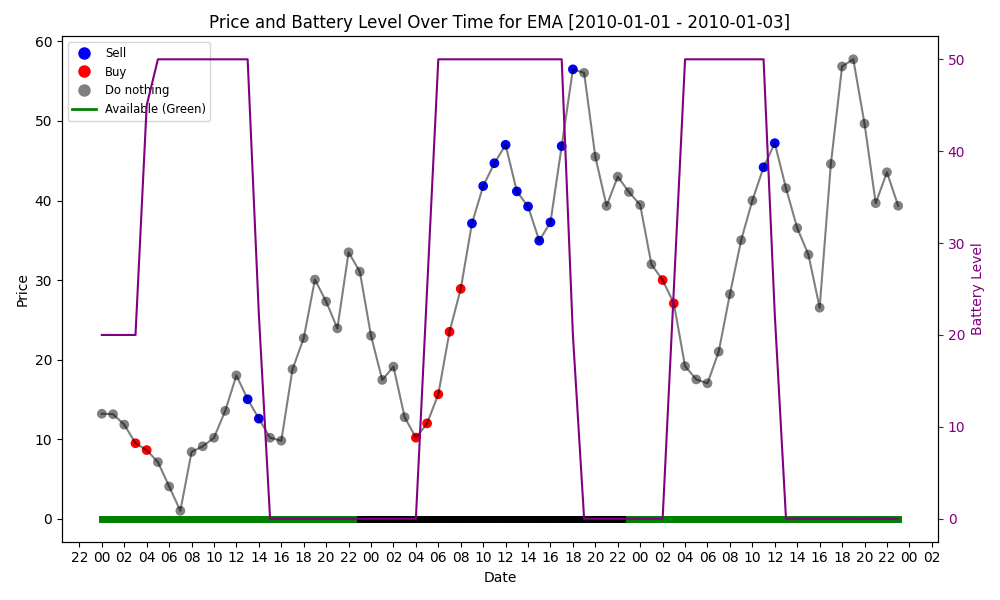 Price and Battery Level Over Time for EMA [2010-01-01 - 2010-01-03]
Sell
Buy
Do nothing
Available (Green)
60
50
40
30
20
10
0
Price
50
40
30
20
10
0
Battery Level
22 00 02 04 06 08 10 12 14 16 18 20 22 00 02 04 06 08 10 12 14 16 18 20 22 00 02 04 06 08 10 12 14 16 18 20 22 00 02
Date